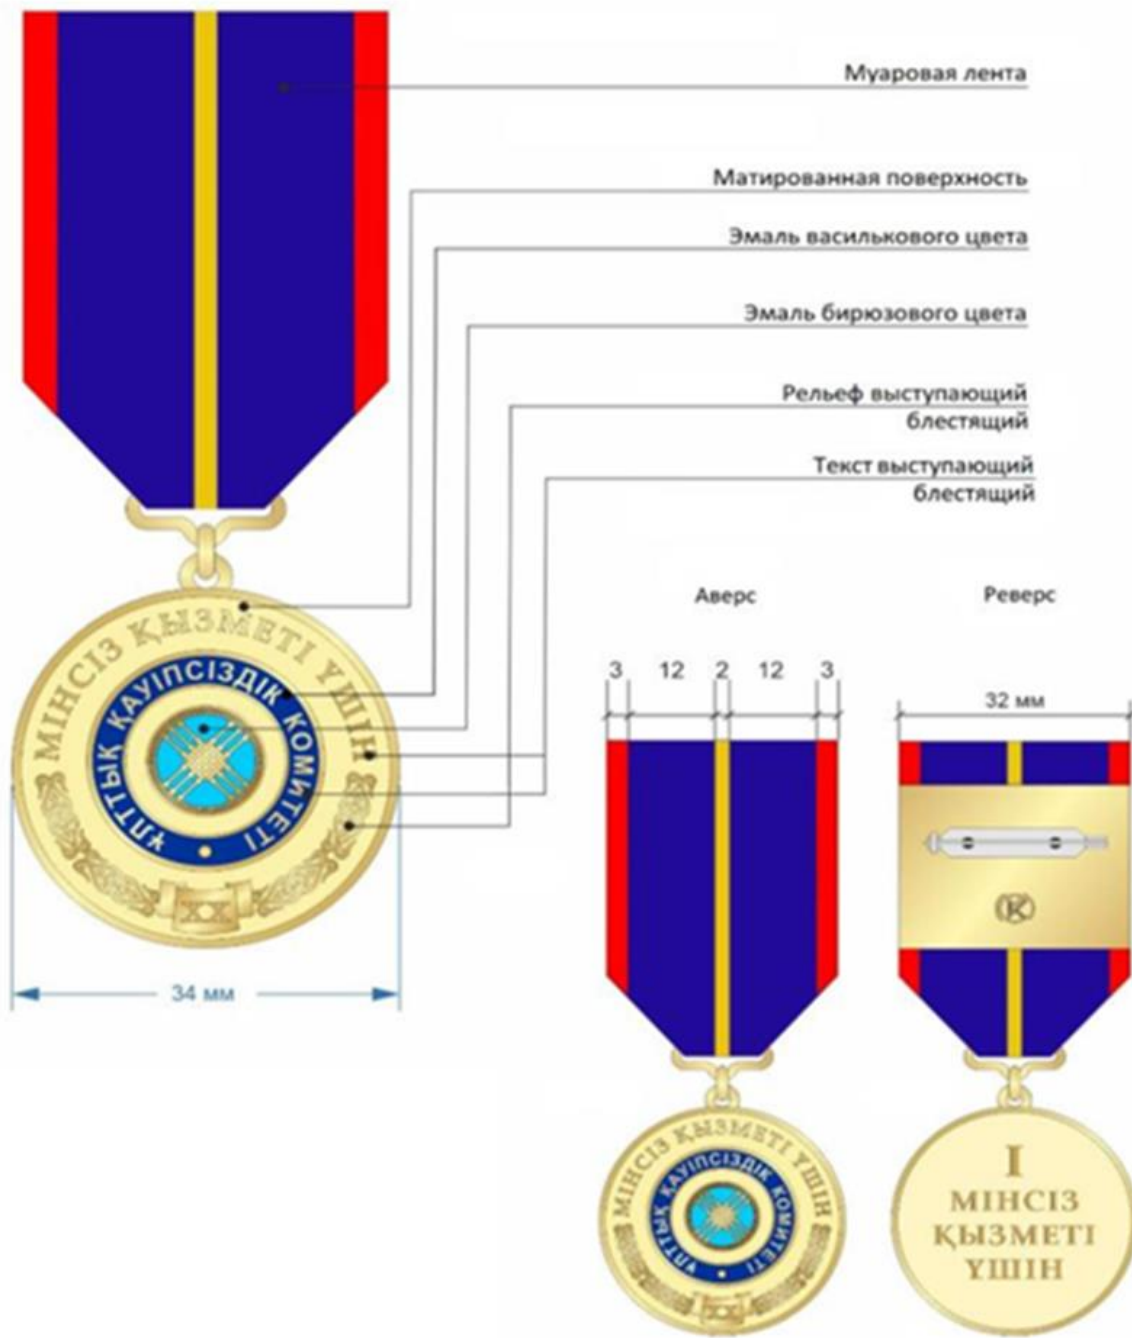 Муаровая лента
Матированная поверхность
Эмаль василькового цвета
Эмаль бирюзового цвета
Рельеф выступающий
блестящий
Текст выступающий
блестящий
МІНСІЗ ҚЫЗМЕТІ ҮШІН
ҰЛТТЫҚ ҚАУІПСІЗДІК КОМИТЕТІ
XX
34 мм
Аверс
3 12 2 12 3
МІНСІЗ ҚЫЗМЕТІ ҮШІН
ҰЛТТЫҚ ҚАУІПСІЗДІК КОМИТЕТІ
XX
Реверс
32 мм
К
I
МІНСІЗ
ҚЫЗМЕТІ
ҮШІН